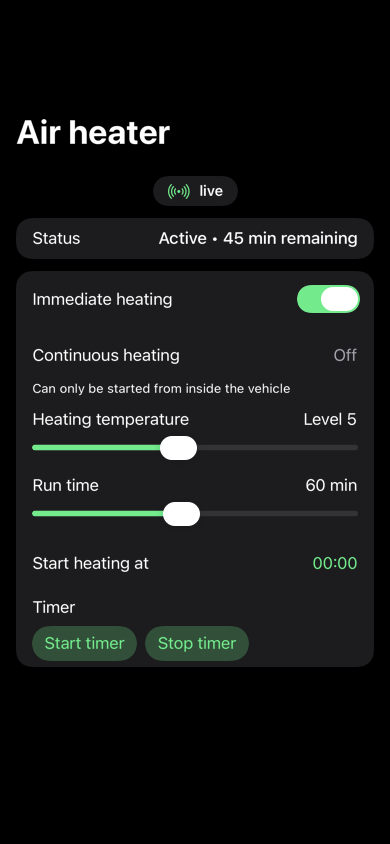 Air heater
live
Status Active • 45 min remaining
Immediate heating
Continuous heating Off
Can only be started from inside the vehicle
Heating temperature Level 5
Run time 60 min
Start heating at 00:00
Timer
Start timer Stop timer